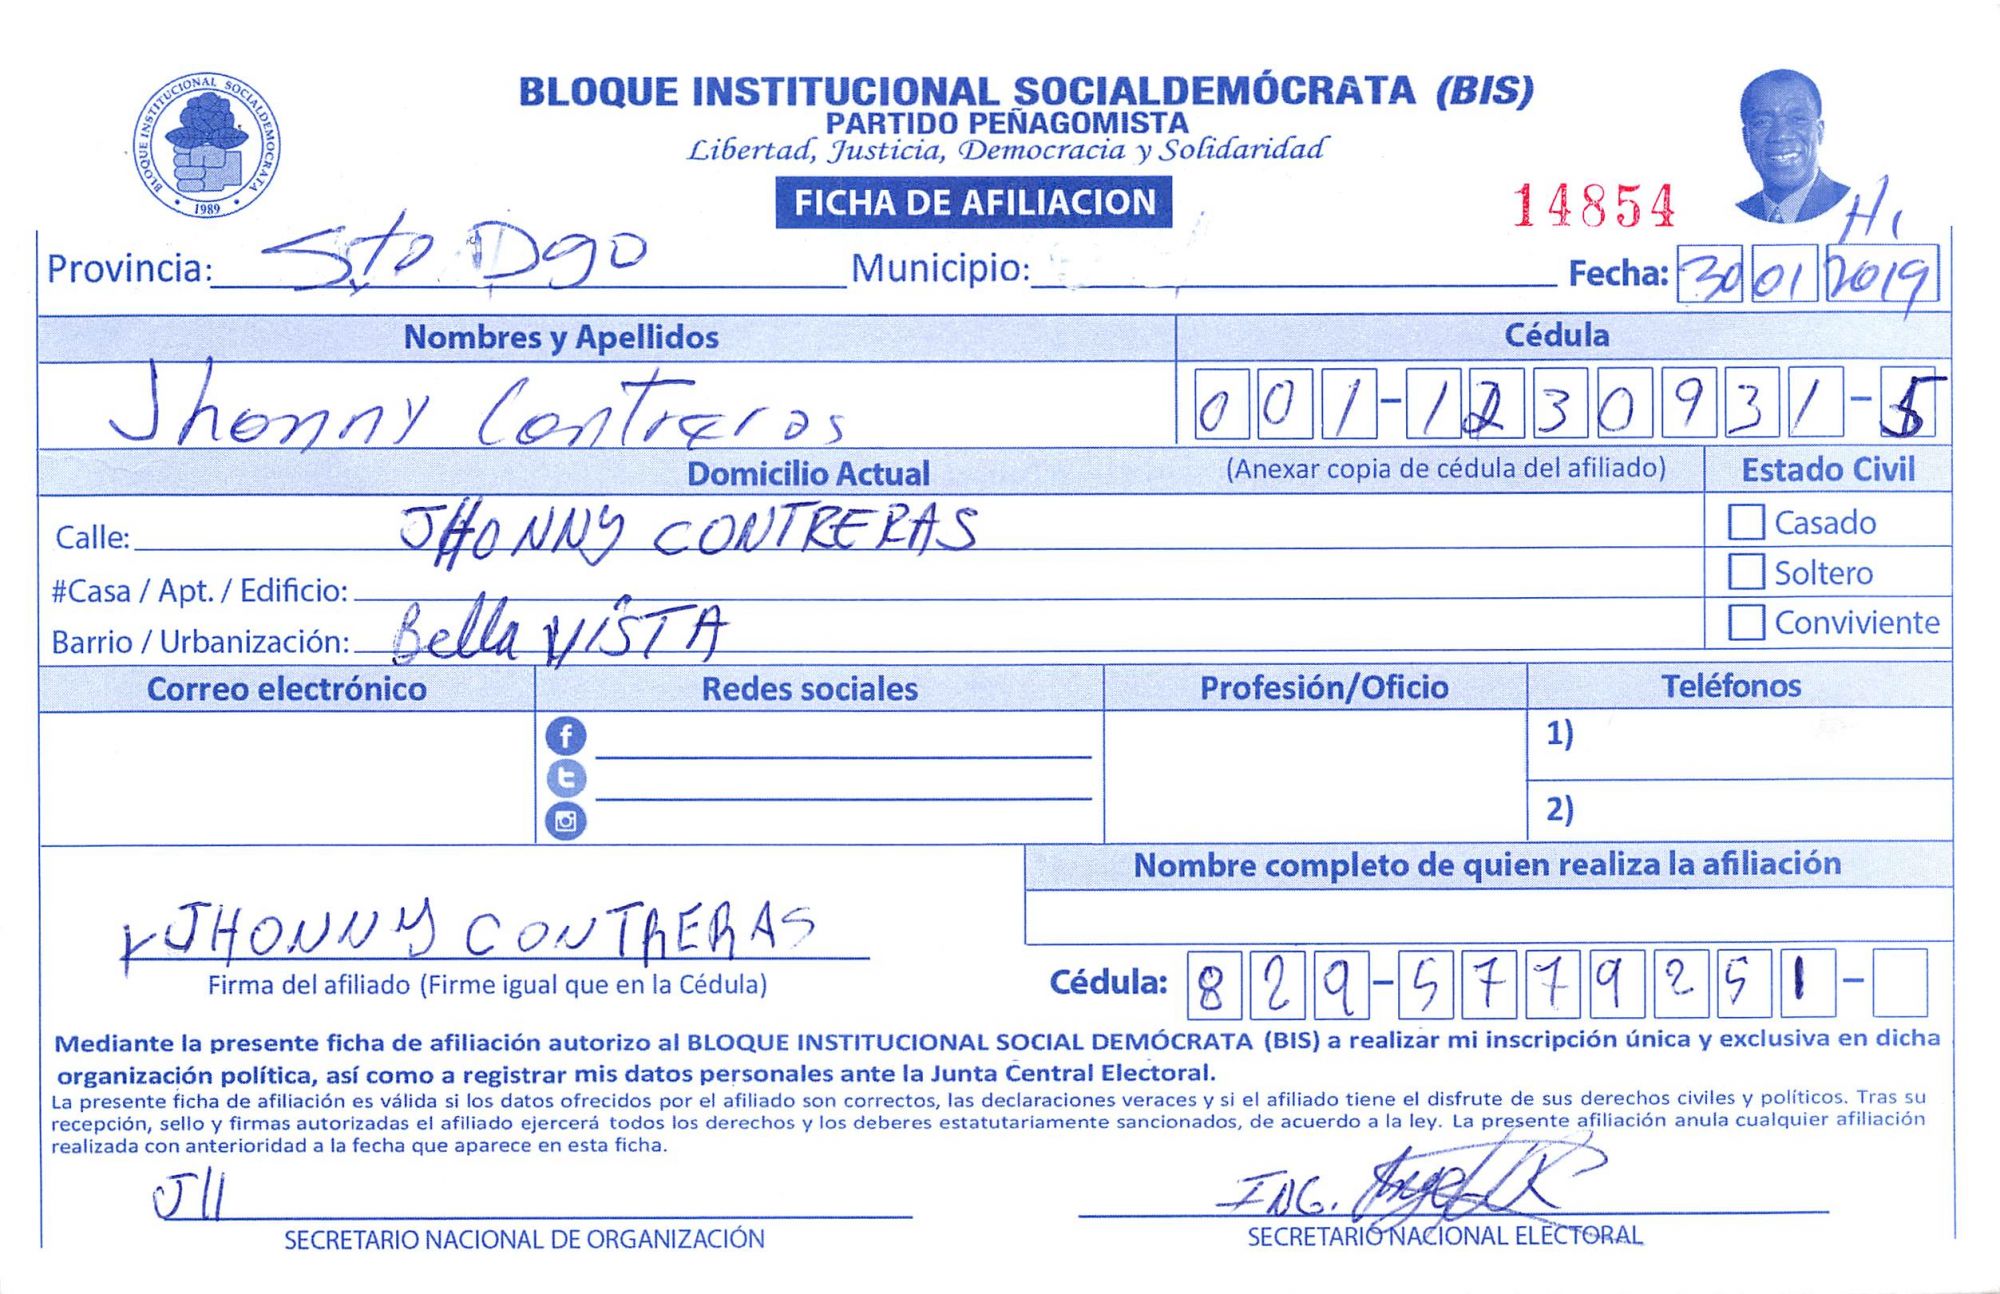 BLOQUE INSTITUCIONAL SOCIALDEMÓCRATA (BIS)
PARTIDO PEÑAGOMISTA
Libertad, Justicia, Democracia y Solidaridad
BLOQUE INSTITUCIONAL SOCIALDEMOCRATA
1989
FICHA DE AFILIACION
14854
Hi
Provincia: Sto Dgo Municipio: Fecha: 30 01 2019
Nombres y Apellidos Cédula
Jhonny Contreras 001-1230931-5
Domicilio Actual (Anexar copia de cédula del afiliado) Estado Civil
Calle: JHONNY CONTRERAS Casado
#Casa / Apt. / Edificio: Soltero
Barrio / Urbanización: Bella VISTA Conviviente
Correo electrónico Redes sociales Profesión/Oficio Teléfonos
1)
2)
Nombre completo de quien realiza la afiliación
JHONNY CONTRERAS
Firma del afiliado (Firme igual que en la Cédula) Cédula: 829-5779251-
Mediante la presente ficha de afiliación autorizo al BLOQUE INSTITUCIONAL SOCIAL DEMÓCRATA (BIS) a realizar mi inscripción única y exclusiva en dicha
organización política, así como a registrar mis datos personales ante la Junta Central Electoral.
La presente ficha de afiliación es válida si los datos ofrecidos por el afiliado son correctos, las declaraciones veraces y si el afiliado tiene el disfrute de sus derechos civiles y políticos. Tras su
recepción, sello y firmas autorizadas el afiliado ejercerá todos los derechos y los deberes estatutariamente sancionados, de acuerdo a la ley. La presente afiliación anula cualquier afiliación
realizada con anterioridad a la fecha que aparece en esta ficha.
ING.
SECRETARIO NACIONAL DE ORGANIZACIÓN SECRETARIO NACIONAL ELECTORAL